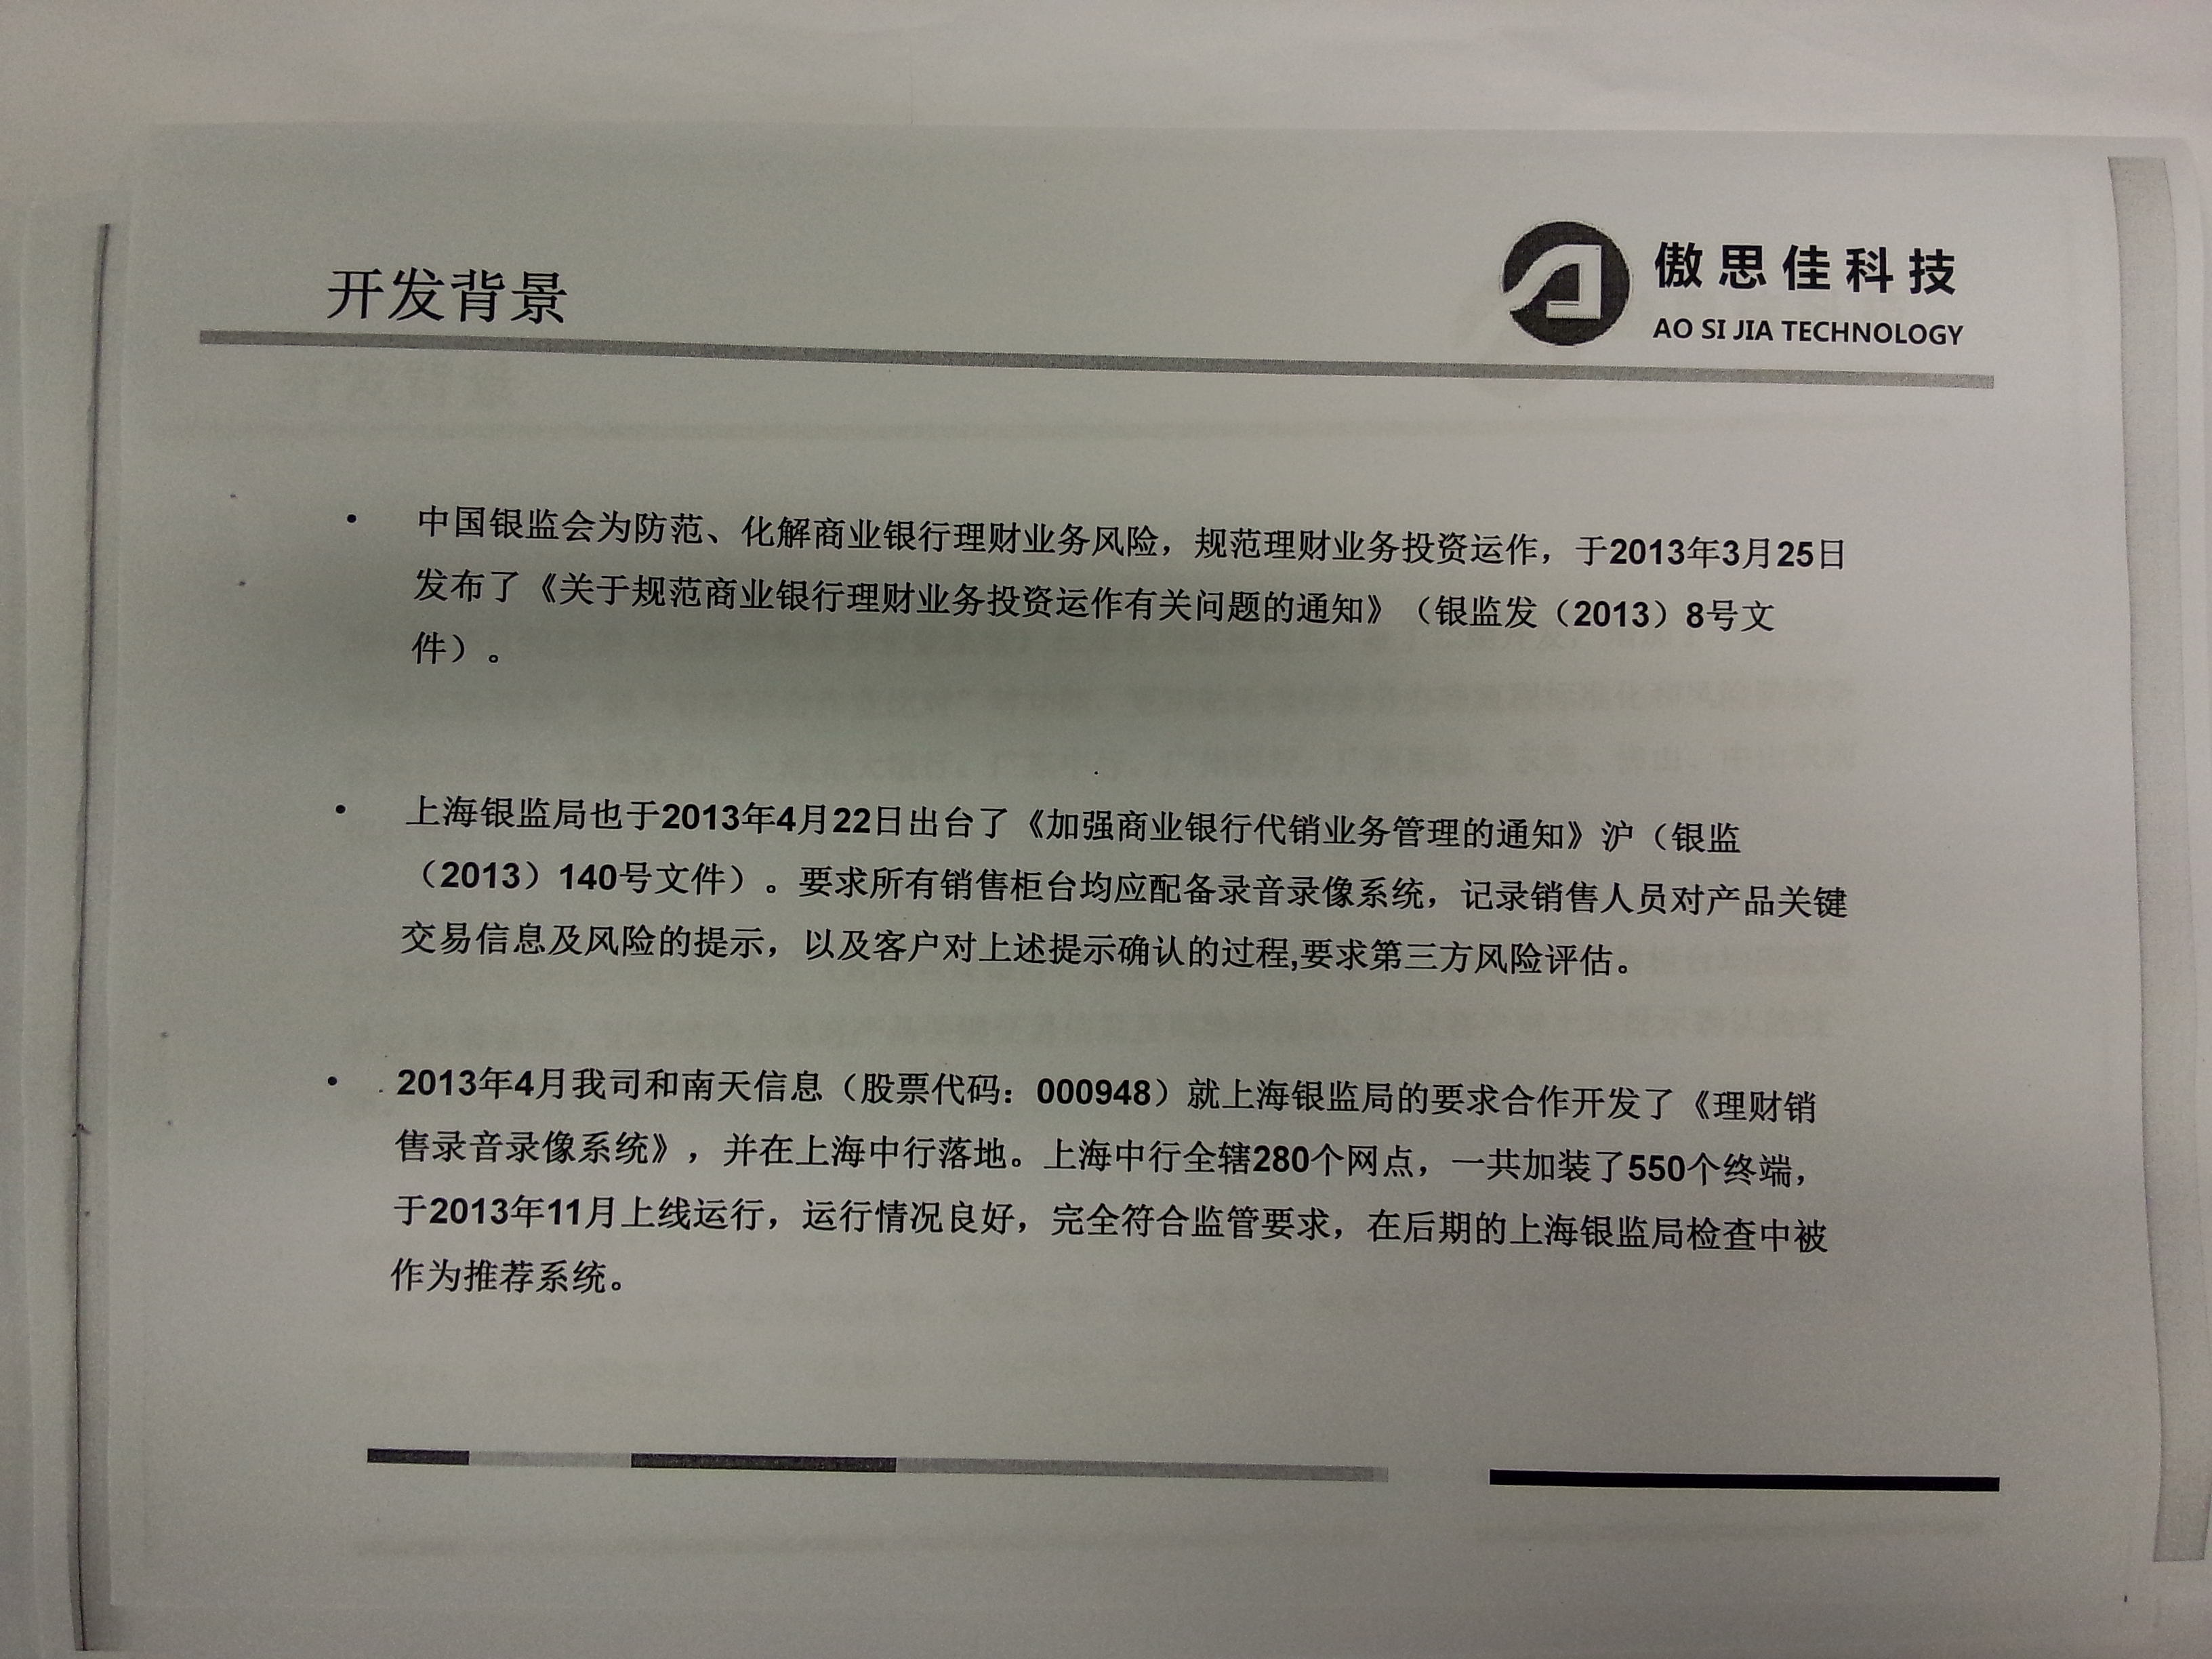 开发背景
傲思佳科技
AO SI JIA TECHNOLOGY
• 中国银监会为防范、化解商业银行理财业务风险，规范理财业务投资运作，于2013年3月25日
发布了《关于规范商业银行理财业务投资运作有关问题的通知》（银监发（2013）8号文
件）。
• 上海银监局也于2013年4月22日出台了《加强商业银行代销业务管理的通知》沪（银监
（2013）140号文件）。要求所有销售柜台均应配备录音录像系统，记录销售人员对产品关键
交易信息及风险的提示，以及客户对上述提示确认的过程,要求第三方风险评估。
• 2013年4月我司和南天信息（股票代码：000948）就上海银监局的要求合作开发了《理财销
售录音录像系统》，并在上海中行落地。上海中行全辖280个网点，一共加装了550个终端，
于2013年11月上线运行，运行情况良好，完全符合监管要求，在后期的上海银监局检查中被
作为推荐系统。